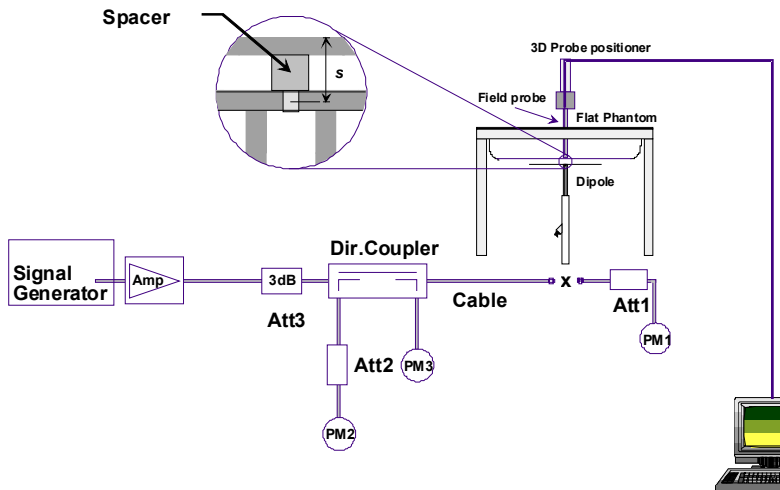 Spacer
s
3D Probe positioner
Field probe
Flat Phantom
Dipole
Dir.Coupler
Signal
Generator
Amp
3dB
Cable
x
Att1
Att3
Att2
PM3
PM1
PM2